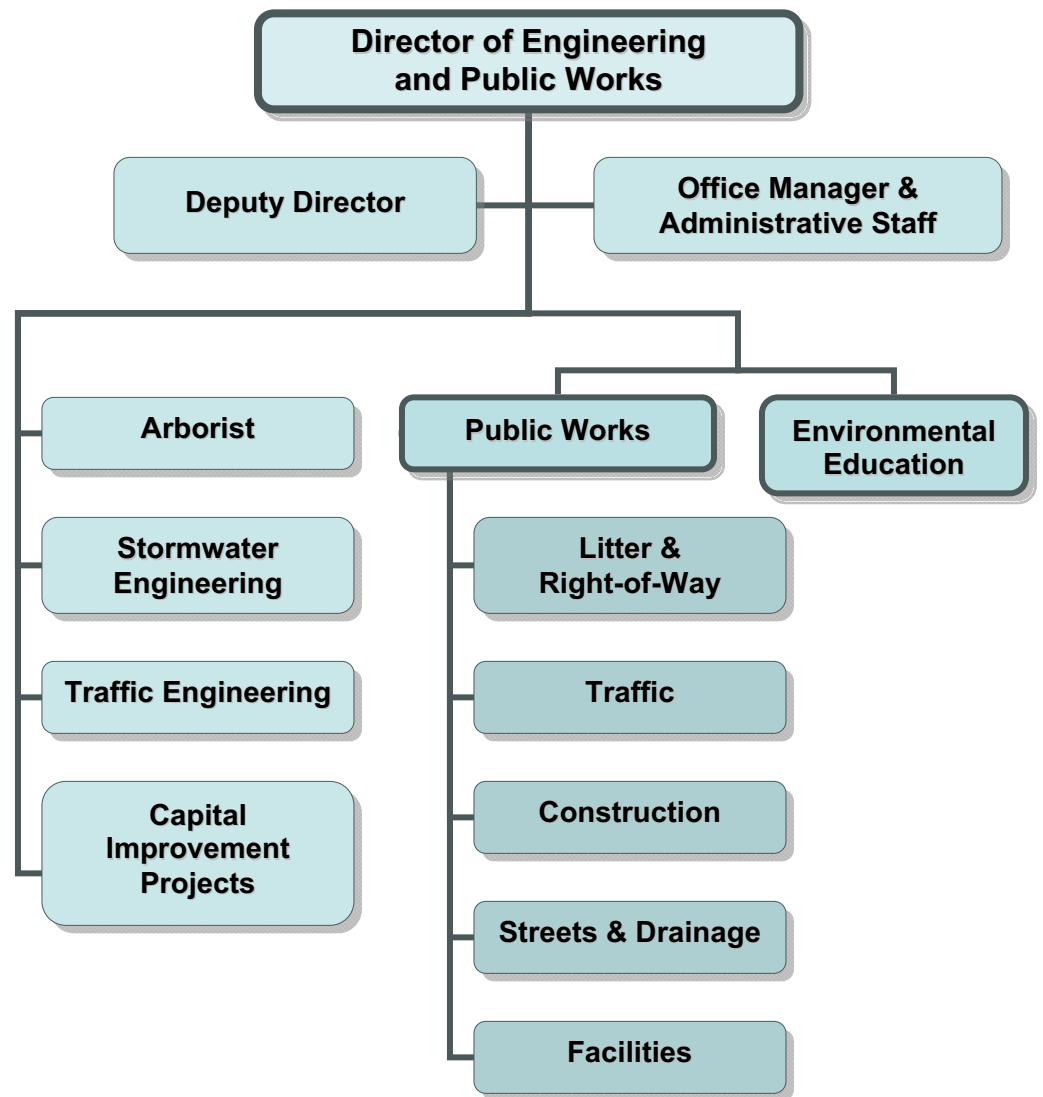 Director of Engineering
and Public Works
Deputy Director
Office Manager &
Administrative Staff
Arborist
Stormwater
Engineering
Traffic Engineering
Capital
Improvement
Projects
Public Works
Environmental
Education
Litter &
Right-of-Way
Traffic
Construction
Streets & Drainage
Facilities